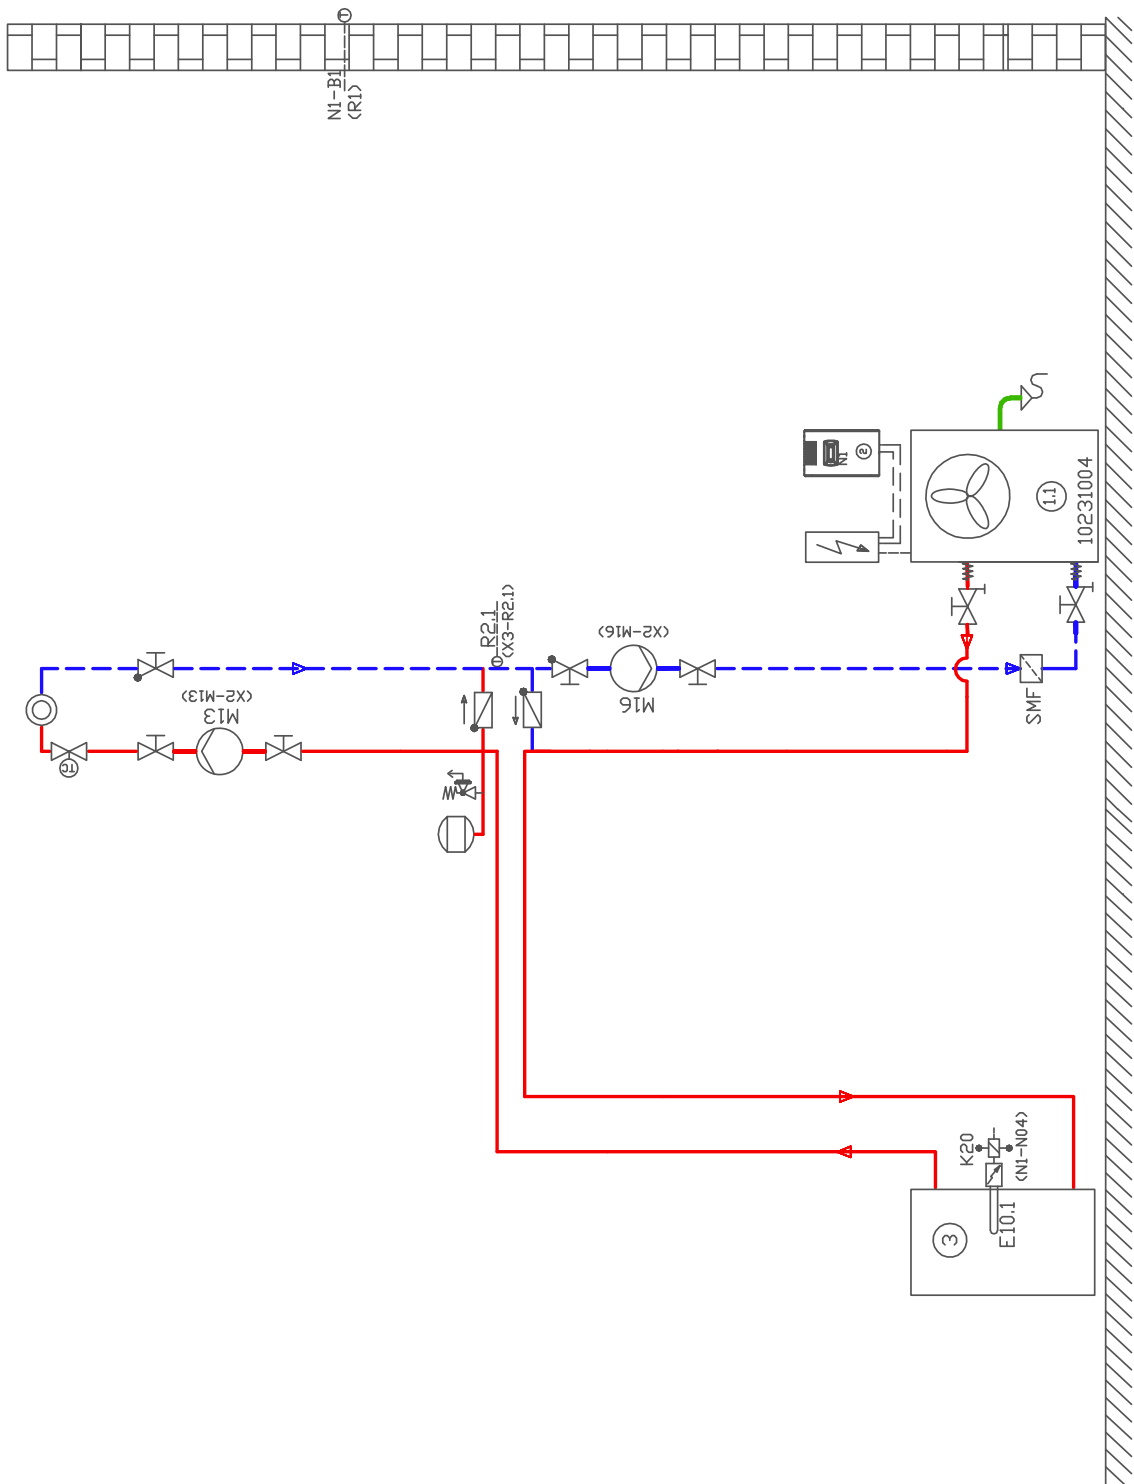 T
N1-B1
(R1)
N1
2
1.1
10231004
R2.1
(X3-R2.1)
T
(X2-M16)
M16
(X2-M13)
M13
SMF
K20
(N1-N04)
E10.1
3